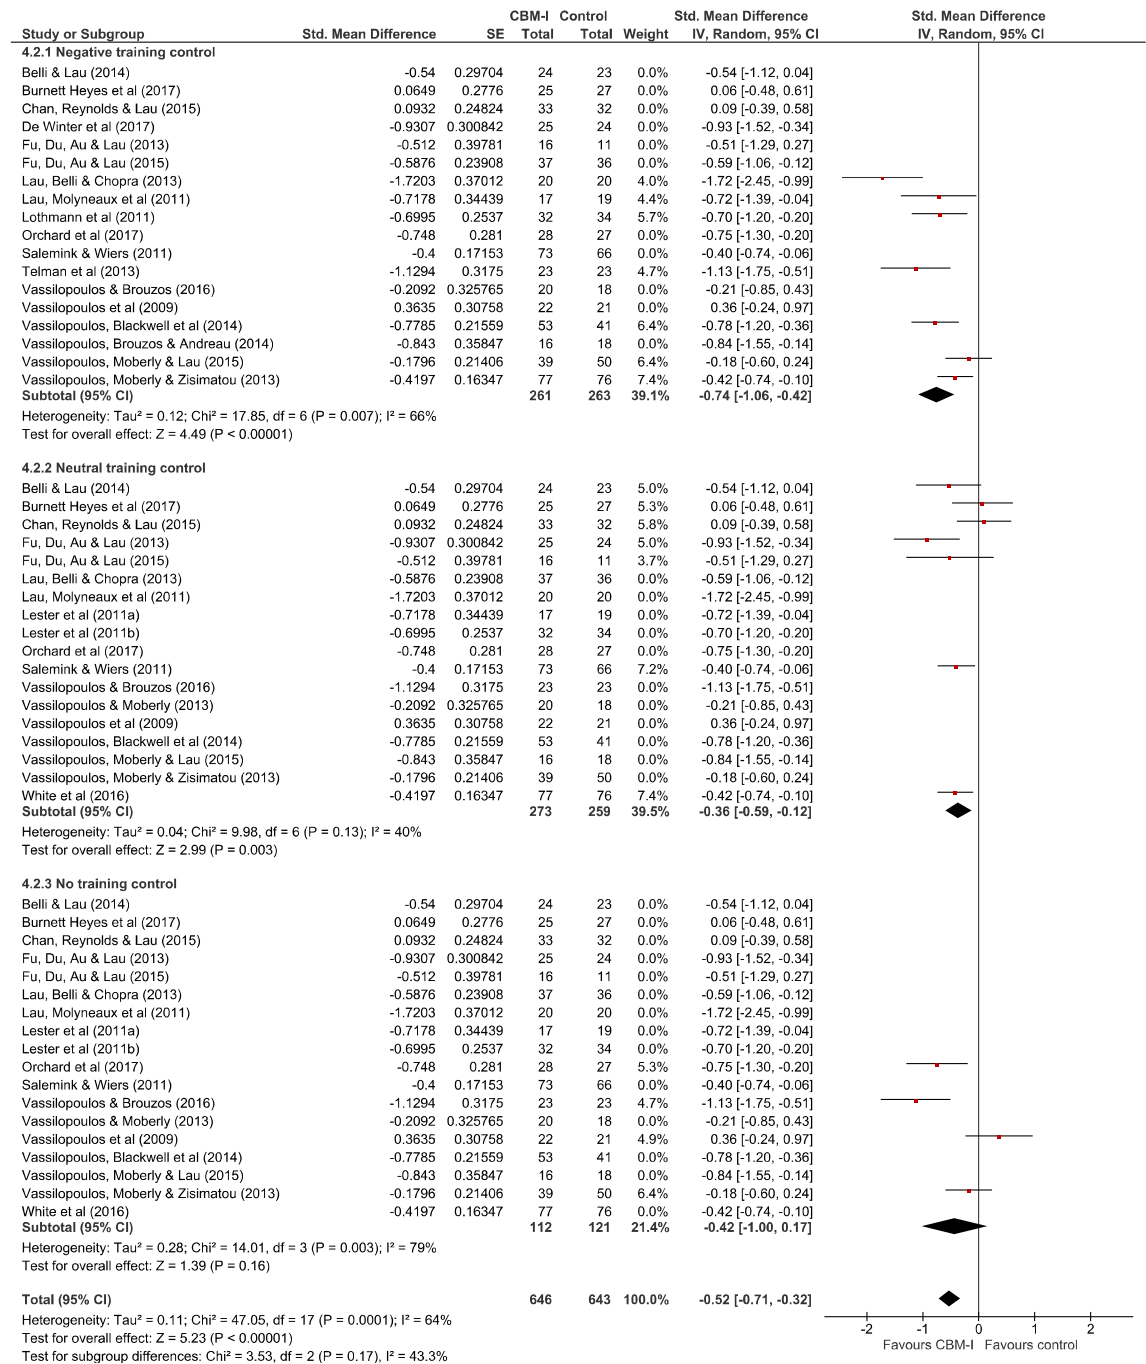 CBM-I Control Std. Mean Difference Std. Mean Difference
Study or Subgroup Std. Mean Difference SE Total Total Weight IV, Random, 95% CI IV, Random, 95% CI
4.2.1 Negative training control
Belli & Lau (2014) -0.54 0.29704 24 23 0.0% -0.54 [-1.12, 0.04]
Burnett Heyes et al (2017) 0.0649 0.2776 25 27 0.0% 0.06 [-0.48, 0.61]
Chan, Reynolds & Lau (2015) 0.0932 0.24824 33 32 0.0% 0.09 [-0.39, 0.58]
De Winter et al (2017) -0.9307 0.300842 25 24 0.0% -0.93 [-1.52, -0.34]
Fu, Du, Au & Lau (2013) -0.512 0.39781 16 11 0.0% -0.51 [-1.29, 0.27]
Fu, Du, Au & Lau (2015) -0.5876 0.23908 37 36 0.0% -0.59 [-1.06, -0.12]
Lau, Belli & Chopra (2013) -1.7203 0.37012 20 20 4.0% -1.72 [-2.45, -0.99]
Lau, Molyneaux et al (2011) -0.7178 0.34439 17 19 4.4% -0.72 [-1.39, -0.04]
Lothmann et al (2011) -0.6995 0.2537 32 34 5.7% -0.70 [-1.20, -0.20]
Orchard et al (2017) -0.748 0.281 28 27 0.0% -0.75 [-1.30, -0.20]
Salemink & Wiers (2011) -0.4 0.17153 73 66 0.0% -0.40 [-0.74, -0.06]
Telman et al (2013) -1.1294 0.3175 23 23 4.7% -1.13 [-1.75, -0.51]
Vassilopoulos & Brouzos (2016) -0.2092 0.325765 20 18 0.0% -0.21 [-0.85, 0.43]
Vassilopoulos et al (2009) 0.3635 0.30758 22 21 0.0% 0.36 [-0.24, 0.97]
Vassilopoulos, Blackwell et al (2014) -0.7785 0.21559 53 41 6.4% -0.78 [-1.20, -0.36]
Vassilopoulos, Brouzos & Andreau (2014) -0.843 0.35847 16 18 0.0% -0.84 [-1.55, -0.14]
Vassilopoulos, Moberly & Lau (2015) -0.1796 0.21406 39 50 6.4% -0.18 [-0.60, 0.24]
Vassilopoulos, Moberly & Zisimatou (2013) -0.4197 0.16347 77 76 7.4% -0.42 [-0.74, -0.10]
Subtotal (95% CI) 261 263 39.1% -0.74 [-1.06, -0.42]
Heterogeneity: Tau² = 0.12; Chi² = 17.85, df = 6 (P = 0.007); I² = 66%
Test for overall effect: Z = 4.49 (P < 0.00001)
4.2.2 Neutral training control
Belli & Lau (2014) -0.54 0.29704 24 23 5.0% -0.54 [-1.12, 0.04]
Burnett Heyes et al (2017) 0.0649 0.2776 25 27 5.3% 0.06 [-0.48, 0.61]
Chan, Reynolds & Lau (2015) 0.0932 0.24824 33 32 5.8% 0.09 [-0.39, 0.58]
Fu, Du, Au & Lau (2013) -0.9307 0.300842 25 24 5.0% -0.93 [-1.52, -0.34]
Fu, Du, Au & Lau (2015) -0.512 0.39781 16 11 3.7% -0.51 [-1.29, 0.27]
Lau, Belli & Chopra (2013) -0.5876 0.23908 37 36 0.0% -0.59 [-1.06, -0.12]
Lau, Molyneaux et al (2011) -1.7203 0.37012 20 20 0.0% -1.72 [-2.45, -0.99]
Lester et al (2011a) -0.7178 0.34439 17 19 0.0% -0.72 [-1.39, -0.04]
Lester et al (2011b) -0.6995 0.2537 32 34 0.0% -0.70 [-1.20, -0.20]
Orchard et al (2017) -0.748 0.281 28 27 0.0% -0.75 [-1.30, -0.20]
Salemink & Wiers (2011) -0.4 0.17153 73 66 7.2% -0.40 [-0.74, -0.06]
Vassilopoulos & Brouzos (2016) -1.1294 0.3175 23 23 0.0% -1.13 [-1.75, -0.51]
Vassilopoulos & Moberly (2013) -0.2092 0.325765 20 18 0.0% -0.21 [-0.85, 0.43]
Vassilopoulos et al (2009) 0.3635 0.30758 22 21 0.0% 0.36 [-0.24, 0.97]
Vassilopoulos, Blackwell et al (2014) -0.7785 0.21559 53 41 0.0% -0.78 [-1.20, -0.36]
Vassilopoulos, Moberly & Lau (2015) -0.843 0.35847 16 18 0.0% -0.84 [-1.55, -0.14]
Vassilopoulos, Moberly & Zisimatou (2013) -0.1796 0.21406 39 50 0.0% -0.18 [-0.60, 0.24]
White et al (2016) -0.4197 0.16347 77 76 7.4% -0.42 [-0.74, -0.10]
Subtotal (95% CI) 273 259 39.5% -0.36 [-0.59, -0.12]
Heterogeneity: Tau² = 0.04; Chi² = 9.98, df = 6 (P = 0.13); I² = 40%
Test for overall effect: Z = 2.99 (P = 0.003)
4.2.3 No training control
Belli & Lau (2014) -0.54 0.29704 24 23 0.0% -0.54 [-1.12, 0.04]
Burnett Heyes et al (2017) 0.0649 0.2776 25 27 0.0% 0.06 [-0.48, 0.61]
Chan, Reynolds & Lau (2015) 0.0932 0.24824 33 32 0.0% 0.09 [-0.39, 0.58]
Fu, Du, Au & Lau (2013) -0.9307 0.300842 25 24 0.0% -0.93 [-1.52, -0.34]
Fu, Du, Au & Lau (2015) -0.512 0.39781 16 11 0.0% -0.51 [-1.29, 0.27]
Lau, Belli & Chopra (2013) -0.5876 0.23908 37 36 0.0% -0.59 [-1.06, -0.12]
Lau, Molyneaux et al (2011) -1.7203 0.37012 20 20 0.0% -1.72 [-2.45, -0.99]
Lester et al (2011a) -0.7178 0.34439 17 19 0.0% -0.72 [-1.39, -0.04]
Lester et al (2011b) -0.6995 0.2537 32 34 0.0% -0.70 [-1.20, -0.20]
Orchard et al (2017) -0.748 0.281 28 27 5.3% -0.75 [-1.30, -0.20]
Salemink & Wiers (2011) -0.4 0.17153 73 66 0.0% -0.40 [-0.74, -0.06]
Vassilopoulos & Brouzos (2016) -1.1294 0.3175 23 23 4.7% -1.13 [-1.75, -0.51]
Vassilopoulos & Moberly (2013) -0.2092 0.325765 20 18 0.0% -0.21 [-0.85, 0.43]
Vassilopoulos et al (2009) 0.3635 0.30758 22 21 4.9% 0.36 [-0.24, 0.97]
Vassilopoulos, Blackwell et al (2014) -0.7785 0.21559 53 41 0.0% -0.78 [-1.20, -0.36]
Vassilopoulos, Moberly & Lau (2015) -0.843 0.35847 16 18 0.0% -0.84 [-1.55, -0.14]
Vassilopoulos, Moberly & Zisimatou (2013) -0.1796 0.21406 39 50 6.4% -0.18 [-0.60, 0.24]
White et al (2016) -0.4197 0.16347 77 76 0.0% -0.42 [-0.74, -0.10]
Subtotal (95% CI) 112 121 21.4% -0.42 [-1.00, 0.17]
Heterogeneity: Tau² = 0.28; Chi² = 14.01, df = 3 (P = 0.003); I² = 79%
Test for overall effect: Z = 1.39 (P = 0.16)
Total (95% CI) 646 643 100.0% -0.52 [-0.71, -0.32]
Heterogeneity: Tau² = 0.11; Chi² = 47.05, df = 17 (P = 0.0001); I² = 64%
Test for overall effect: Z = 5.23 (P < 0.00001)
Test for subgroup differences: Chi² = 3.53, df = 2 (P = 0.17), I² = 43.3%
-2 -1 0 1 2
Favours CBM-I Favours control